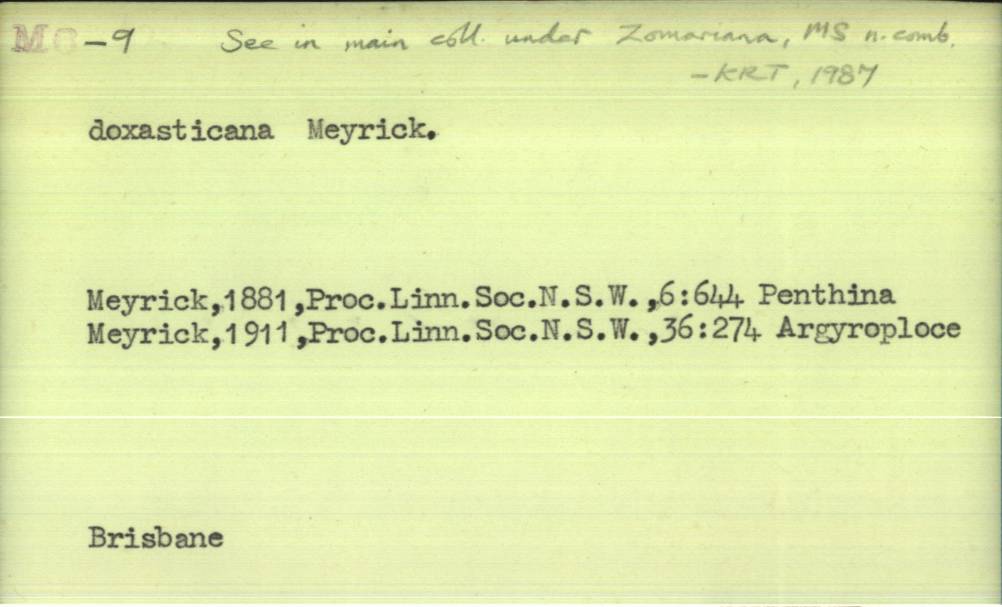 M6 -9 See in main coll. under Zomariana, MS n.comb.
-KRT, 1987
doxasticana Meyrick.
Meyrick,1881,Proc.Linn.Soc.N.S.W.,6:644 Penthina
Meyrick,1911,Proc.Linn.Soc.N.S.W.,36:274 Argyroploce
Brisbane